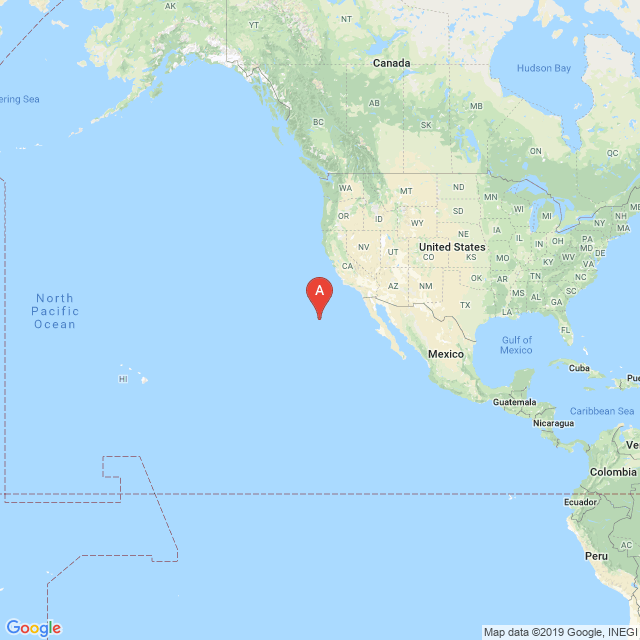 AK
NT
YT
Canada
Hudson Bay
ering Sea
AB
MB
BC
SK
ON
QC
WA
MT
ND
MN
NB
OR
ID
SD
WI
MI
NY
NH
MA
WY
NE
IA
PA
NV
UT
United States
IL
IN
OH
MD
DE
CO
KS
MO
WV
VA
KY
CA
NC
TN
OK
AZ
NM
AR
SC
MS
AL
GA
A
TX
LA
FL
North
Pacific
Ocean
Gulf of
Mexico
Mexico
Cuba
HI
Pue
Guatemala
Caribbean Sea
Nicaragua
Ve
Colombia
Ecuador
Peru
AC
Google
Map data ©2019 Google, INEGI